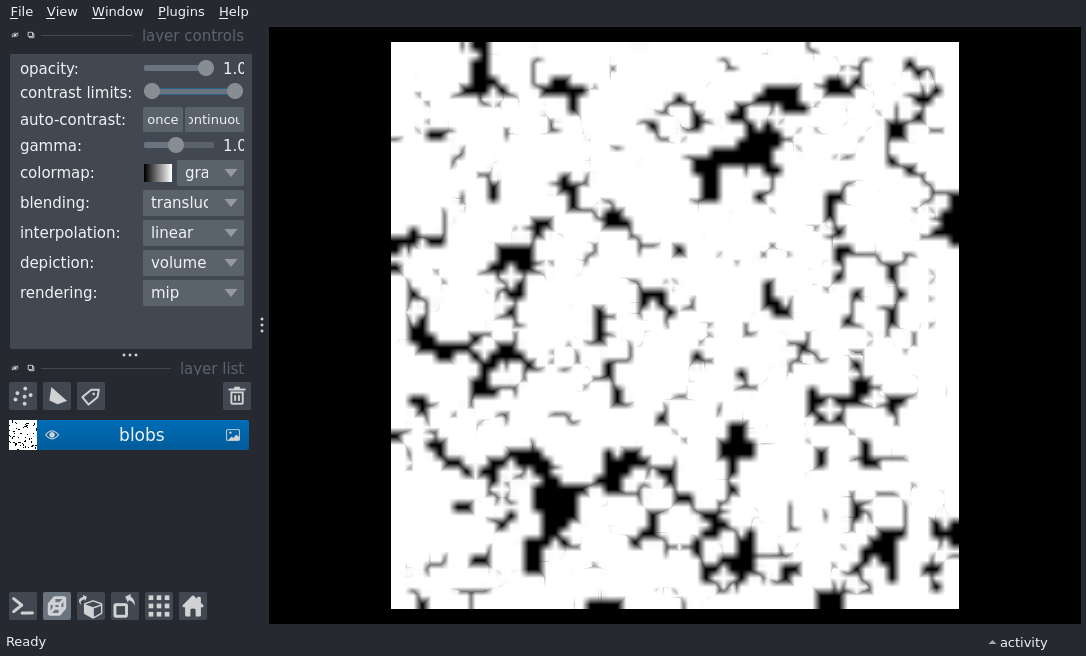 File View Window Plugins Help
layer controls
opacity: 1.0
contrast limits:
auto-contrast: once ontinuou
gamma: 1.0
colormap: gra
blending: transluc
interpolation: linear
depiction: volume
rendering: mip
layer list
blobs
Ready activity